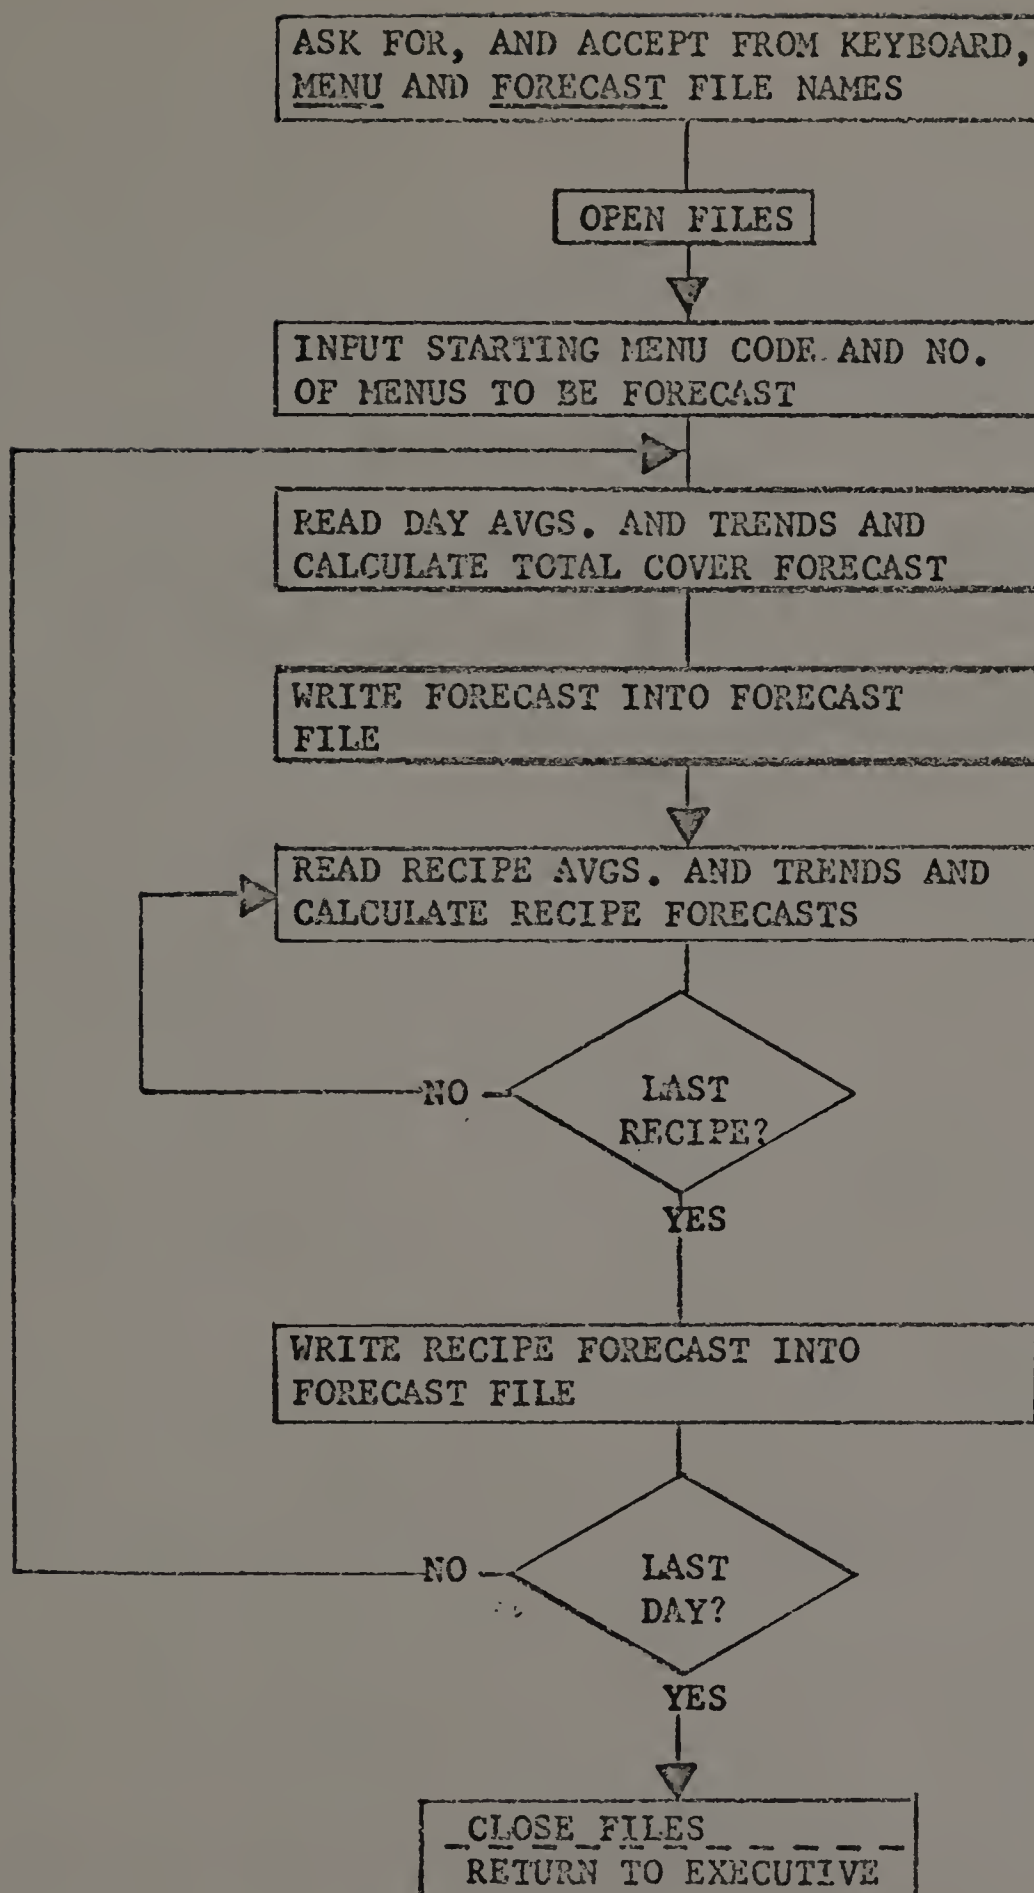 ASK FOR, AND ACCEPT FROM KEYBOARD,
MENU AND FORECAST FILE NAMES
OPEN FILES
INPUT STARTING MENU CODE AND NO.
OF MENUS TO BE FORECAST
READ DAY AVGS. AND TRENDS AND
CALCULATE TOTAL COVER FORECAST
WRITE FORECAST INTO FORECAST
FILE
READ RECIPE AVGS. AND TRENDS AND
CALCULATE RECIPE FORECASTS
NO
LAST
RECIPE?
YES
WRITE RECIPE FORECAST INTO
FORECAST FILE
NO
LAST
DAY?
YES
CLOSE FILES
RETURN TO EXECUTIVE